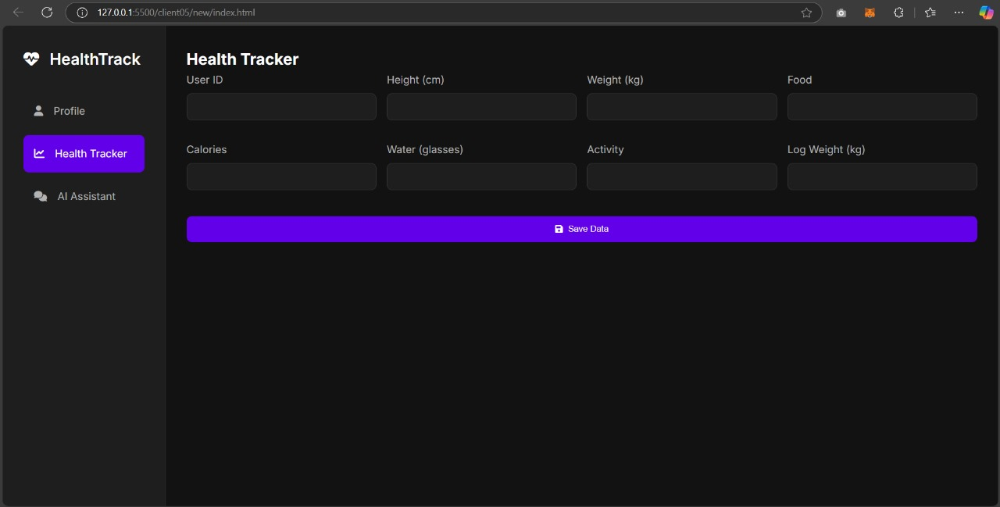 127.0.0.1:5500/client05/new/index.html
HealthTrack
Profile
Health Tracker
AI Assistant
Health Tracker
User ID
Height (cm)
Weight (kg)
Food
Calories
Water (glasses)
Activity
Log Weight (kg)
Save Data